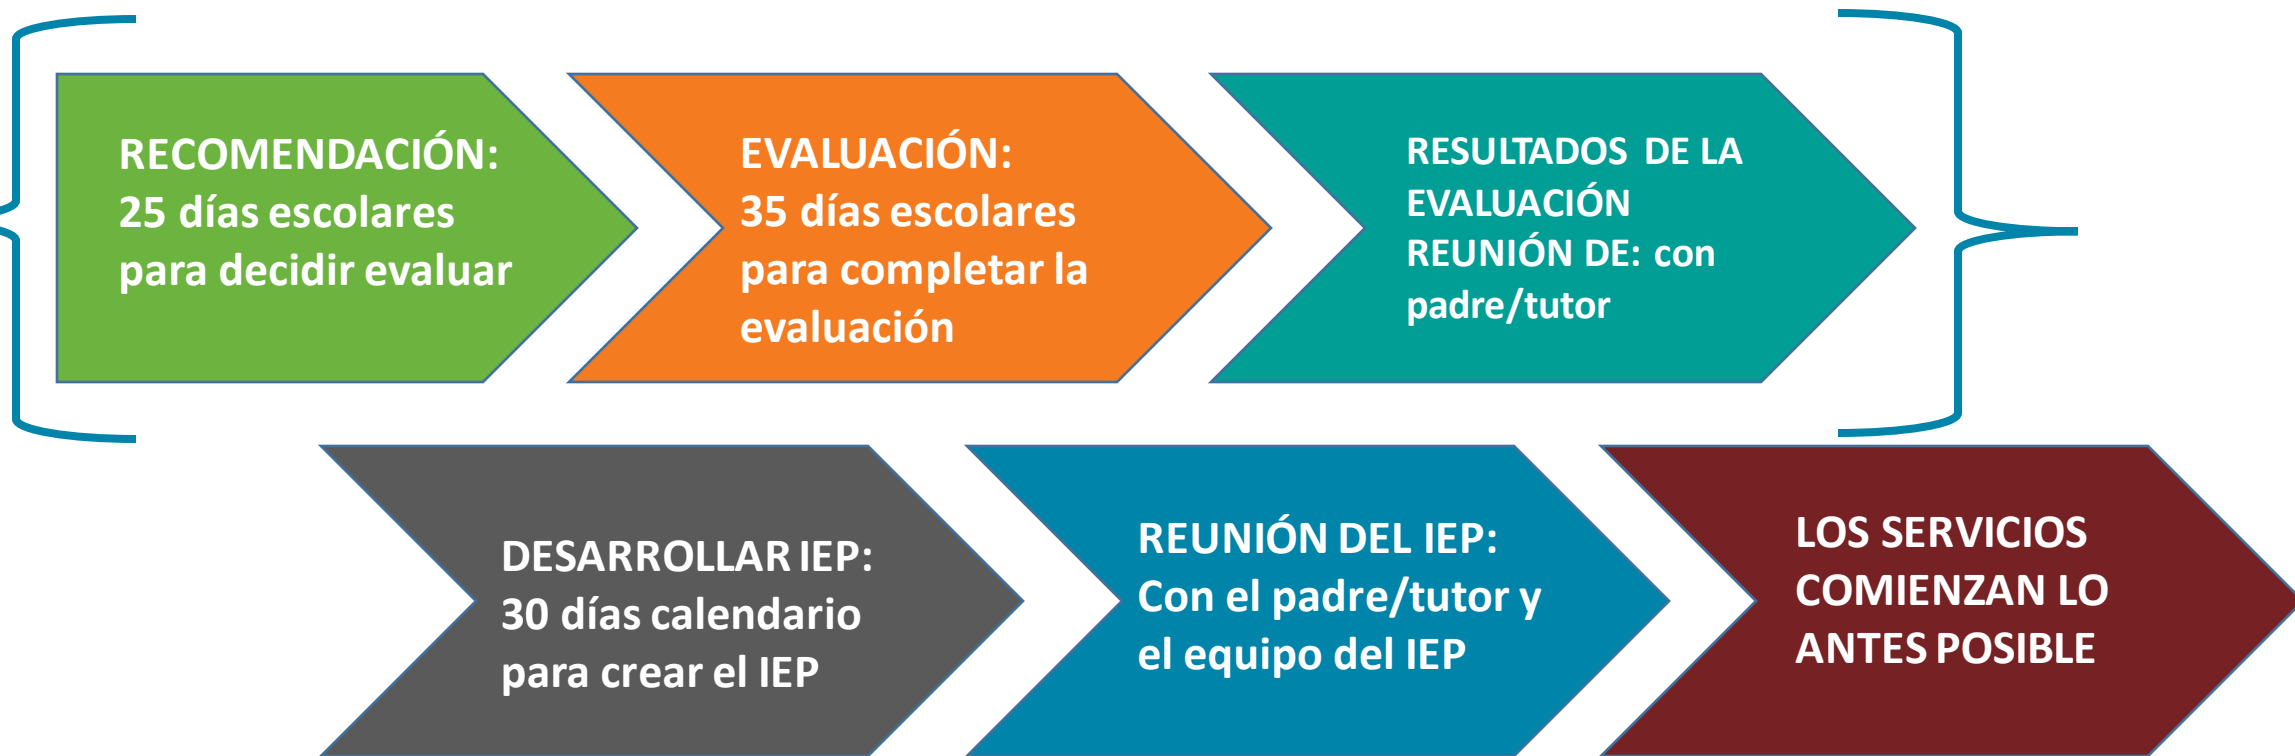 RECOMENDACIÓN:
25 días escolares
para decidir evaluar
EVALUACIÓN:
35 días escolares
para completar la
evaluación
RESULTADOS DE LA
EVALUACIÓN
REUNIÓN DE: con
padre/tutor
DESARROLLAR IEP:
30 días calendario
para crear el IEP
REUNIÓN DEL IEP:
Con el padre/tutor y
el equipo del IEP
LOS SERVICIOS
COMIENZAN LO
ANTES POSIBLE